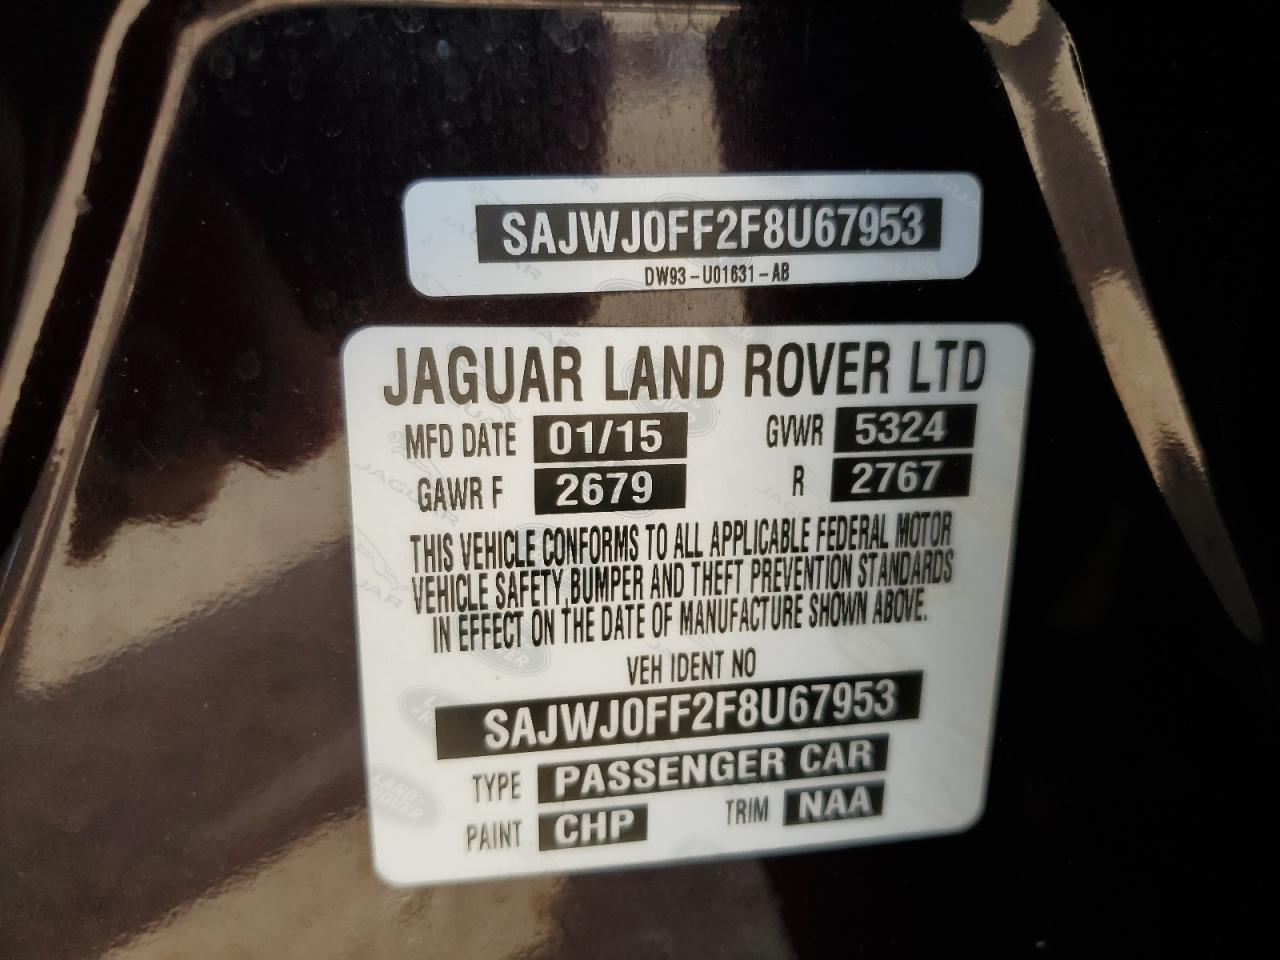 SAJWJ0FF2F8U67953
DW93-U01631-AB
JAGUAR LAND ROVER LTD
MFD DATE 01/15 GVWR 5324
GAWR F 2679 R 2767
THIS VEHICLE CONFORMS TO ALL APPLICABLE FEDERAL MOTOR
VEHICLE SAFETY,BUMPER AND THEFT PREVENTION STANDARDS
IN EFFECT ON THE DATE OF MANUFACTURE SHOWN ABOVE.
VEH IDENT NO
SAJWJ0FF2F8U67953
TYPE PASSENGER CAR
PAINT CHP TRIM NAA